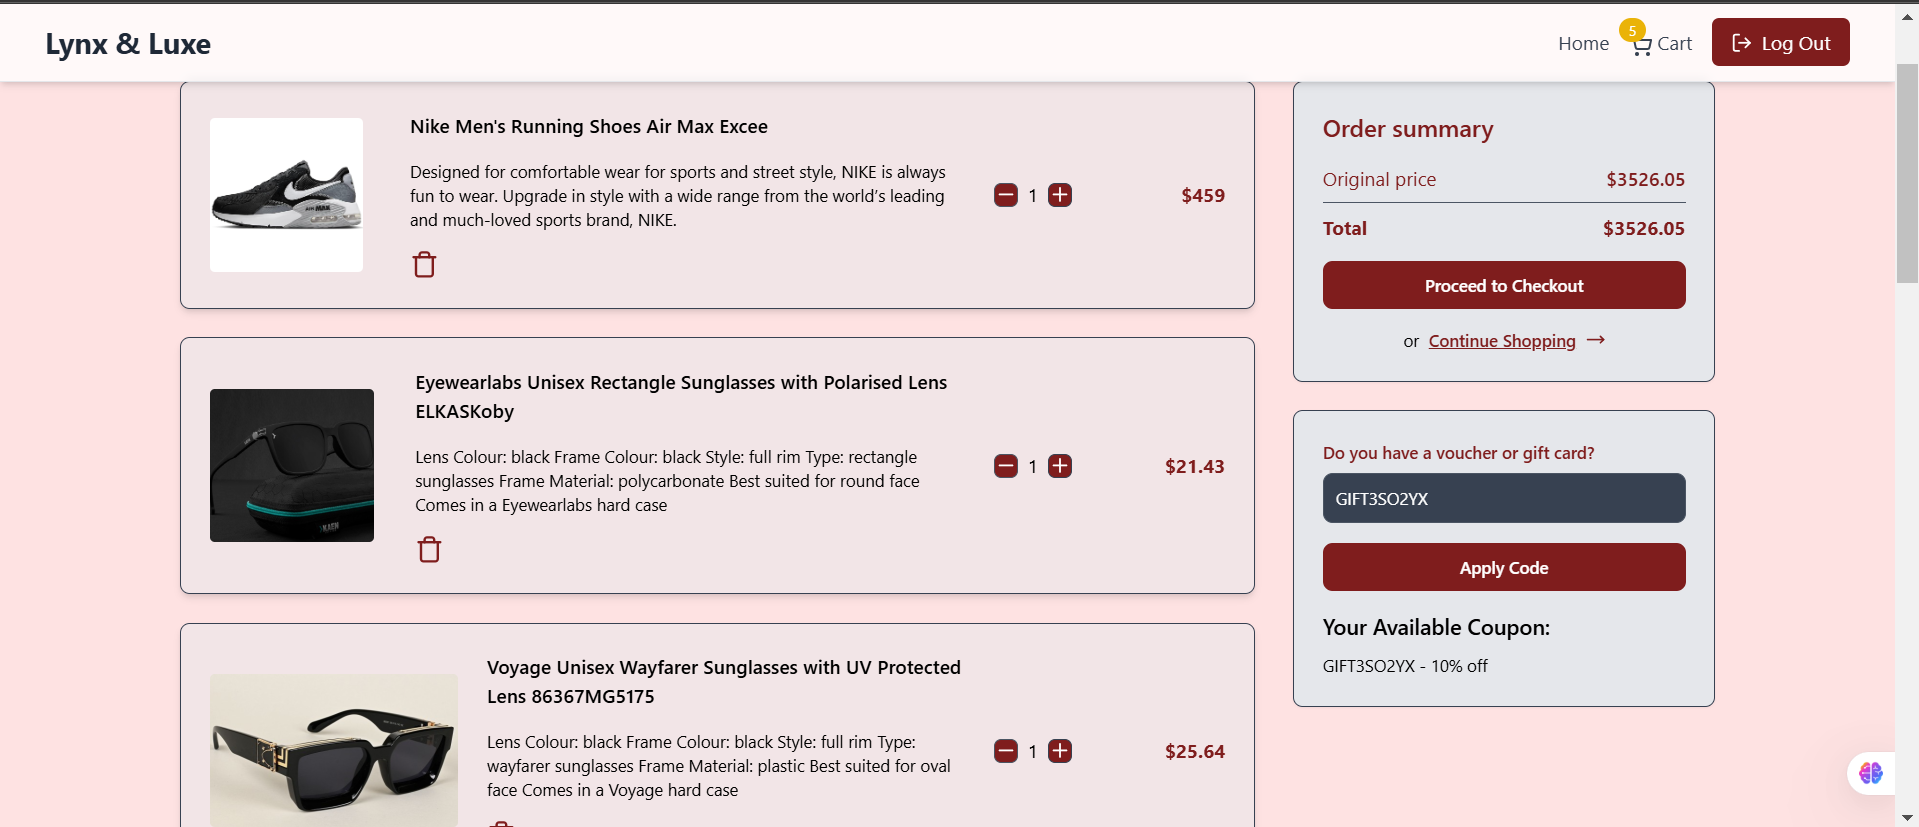 Lynx & Luxe
Home
5
Cart
Log Out
Nike Men's Running Shoes Air Max Excee
Designed for comfortable wear for sports and street style, NIKE is always
fun to wear. Upgrade in style with a wide range from the world’s leading
and much-loved sports brand, NIKE.
1
$459
Eyewearlabs Unisex Rectangle Sunglasses with Polarised Lens
ELKASKoby
Lens Colour: black Frame Colour: black Style: full rim Type: rectangle
sunglasses Frame Material: polycarbonate Best suited for round face
Comes in a Eyewearlabs hard case
1
$21.43
Voyage Unisex Wayfarer Sunglasses with UV Protected
Lens 86367MG5175
Lens Colour: black Frame Colour: black Style: full rim Type:
wayfarer sunglasses Frame Material: plastic Best suited for oval
face Comes in a Voyage hard case
1
$25.64
Order summary
Original price $3526.05
Total $3526.05
Proceed to Checkout
or Continue Shopping →
Do you have a voucher or gift card?
GIFT3SO2YX
Apply Code
Your Available Coupon:
GIFT3SO2YX - 10% off